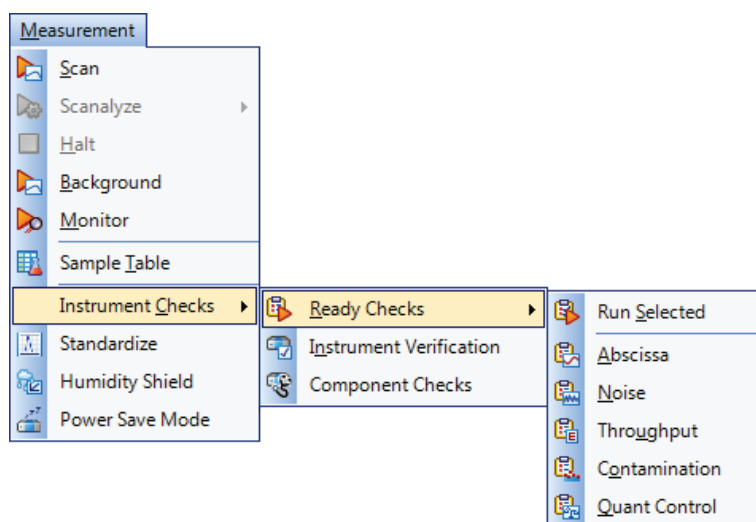 Measurement
Scan
Scanalyze
Halt
Background
Monitor
Sample Table
Instrument Checks
Standardize
Humidity Shield
Power Save Mode
Ready Checks
Instrument Verification
Component Checks
Run Selected
Abscissa
Noise
Throughput
Contamination
Quant Control